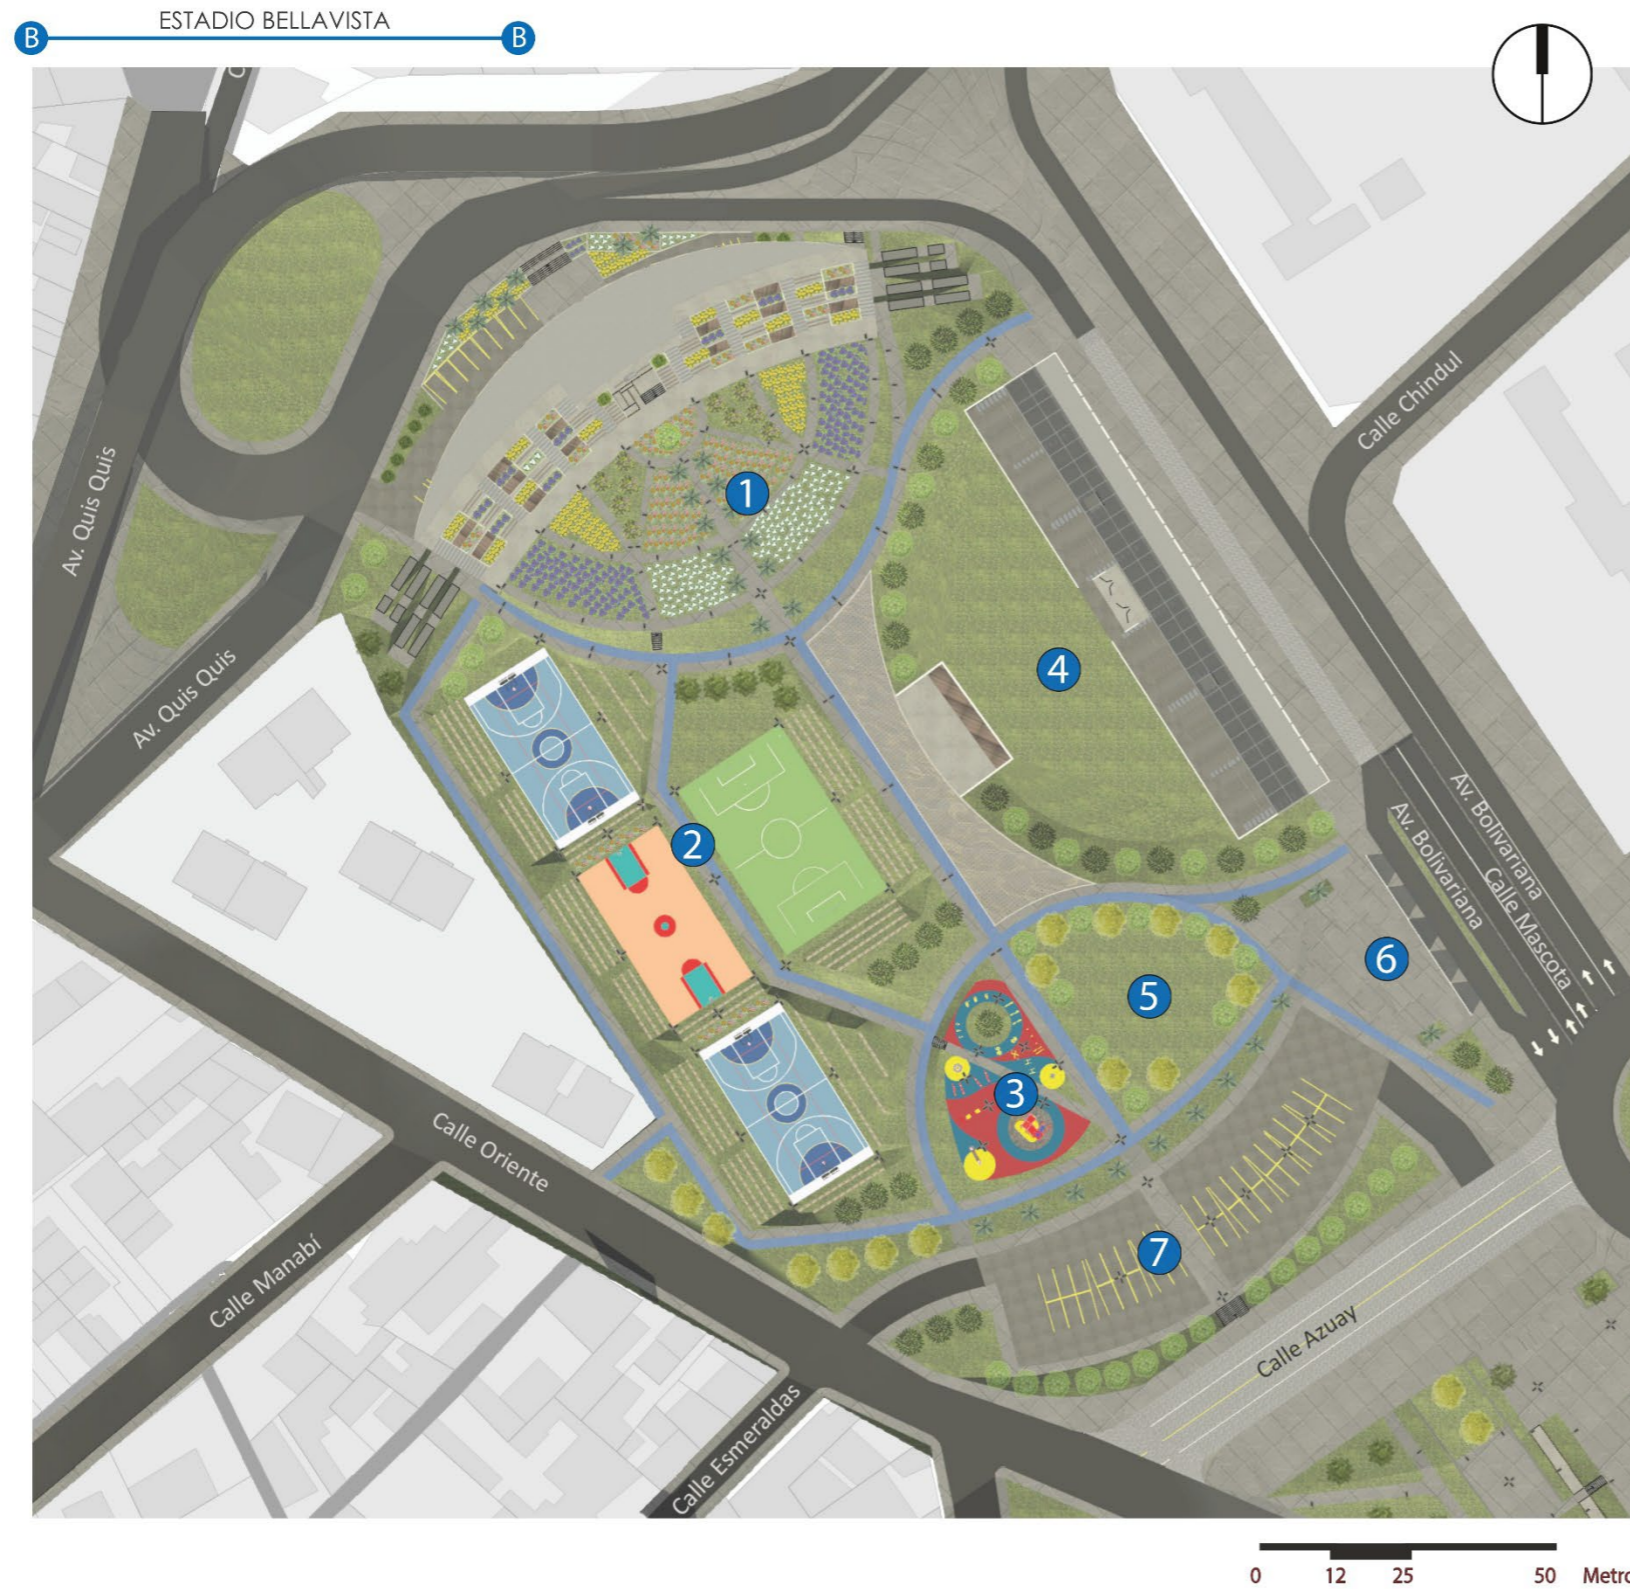 ESTADIO BELLAVISTA
B B
Av. Quis Quis
Av. Quis Quis
Calle Chindul
1
4
2
Av. Bolivariana
Av. Bolivariana
Calle Mascota
6
5
3
Calle Oriente
7
Calle Manabí
Calle Azuay
Calle Esmeraldas
0 12 25 50 Metro